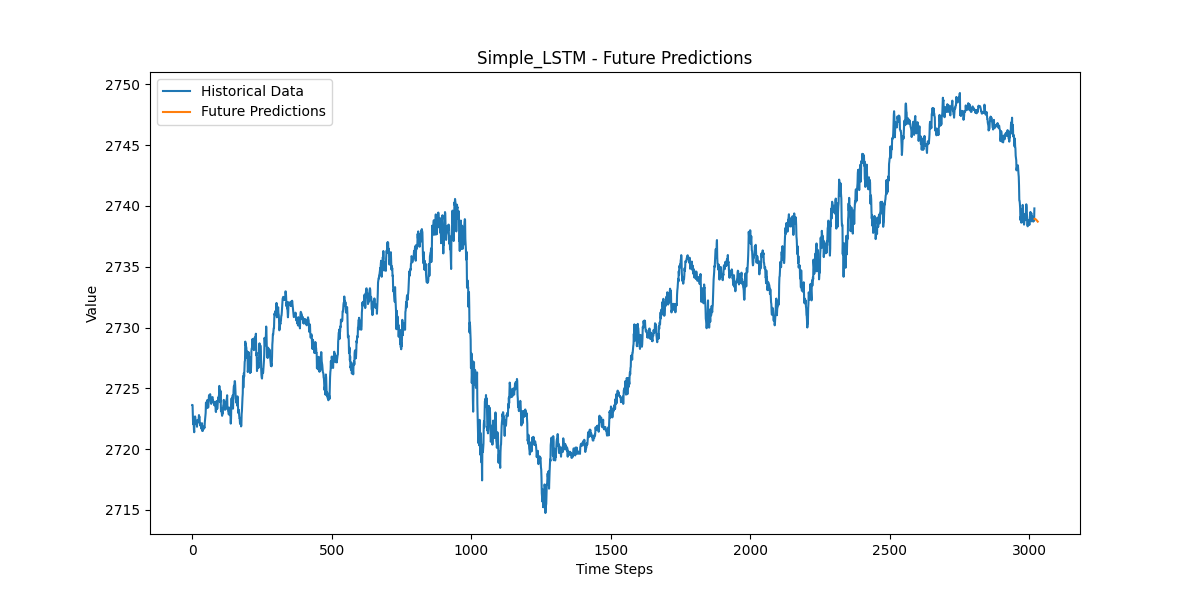 Simple_LSTM - Future Predictions
Historical Data
Future Predictions
2750
2745
2740
2735
2730
2725
2720
2715
Value
0 500 1000 1500 2000 2500 3000
Time Steps